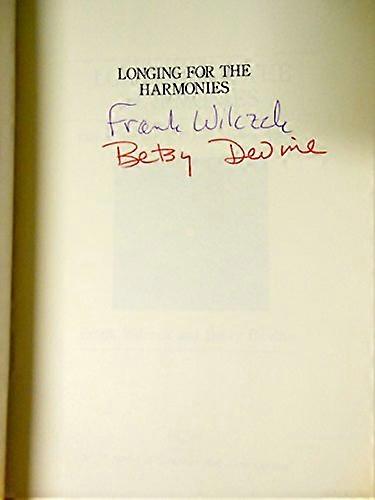 LONGING FOR THE
HARMONIES
Frank Wilczek
Betsy Devine